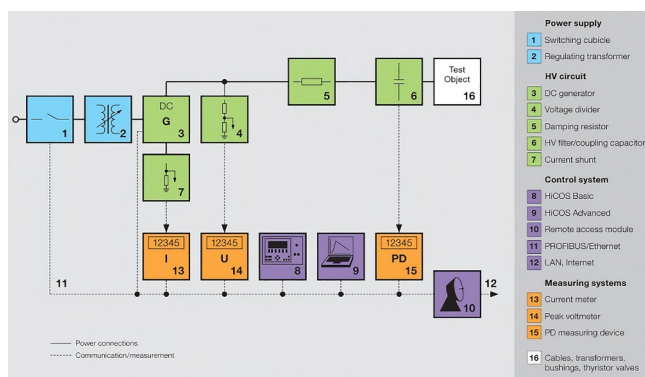 DC
G
Test
Object
1
2
3
4
5
6
16
7
12345
I
13
12345
U
14
8
9
12345
PD
15
11
12
10
Power connections
Communication/measurement
Power supply
1 Switching cubicle
2 Regulating transformer
HV circuit
3 DC generator
4 Voltage divider
5 Damping resistor
6 HV filter/coupling capacitor
7 Current shunt
Control system
8 HiCOS Basic
9 HiCOS Advanced
10 Remote access module
11 PROFIBUS/Ethernet
12 LAN, Internet
Measuring systems
13 Current meter
14 Peak voltmeter
15 PD measuring device
16 Cables, transformers,
bushings, thyristor valves